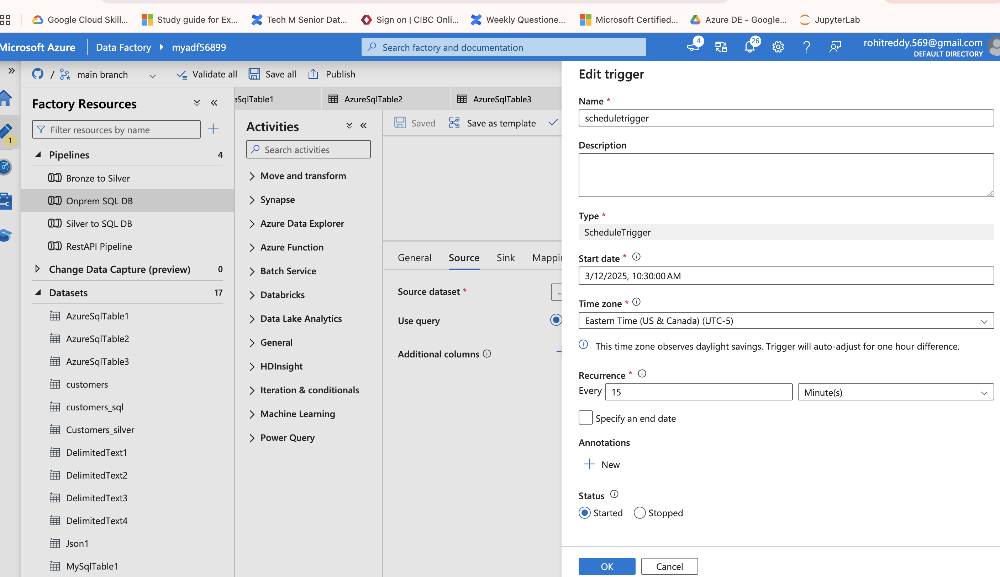 Google Cloud Skill...
Study guide for Ex...
Tech M Senior Dat...
Sign on | CIBC Onli...
Weekly Questione...
Microsoft Certified...
Azure DE - Google...
JupyterLab
Microsoft Azure
Data Factory
myadf56899
Search factory and documentation
4
26
rohitreddy.569@gmail.com
DEFAULT DIRECTORY
/ main branch
Validate all
Save all
Publish
1
Factory Resources
Filter resources by name
Pipelines 4
Bronze to Silver
Onprem SQL DB
Silver to SQL DB
RestAPI Pipeline
Change Data Capture (preview) 0
Datasets 17
AzureSqlTable1
AzureSqlTable2
AzureSqlTable3
customers
customers_sql
Customers_silver
DelimitedText1
DelimitedText2
DelimitedText3
DelimitedText4
Json1
MySqlTable1
eSqlTable1
AzureSqlTable2
AzureSqlTable3
Activities
Search activities
Move and transform
Synapse
Azure Data Explorer
Azure Function
Batch Service
Databricks
Data Lake Analytics
General
HDInsight
Iteration & conditionals
Machine Learning
Power Query
Saved
Save as template
General
Source
Sink
Mappin
Source dataset *
Use query
Additional columns
Edit trigger
Name *
scheduletrigger
Description
Type *
ScheduleTrigger
Start date *
3/12/2025, 10:30:00 AM
Time zone *
Eastern Time (US & Canada) (UTC-5)
This time zone observes daylight savings. Trigger will auto-adjust for one hour difference.
Recurrence *
Every 15 Minute(s)
Specify an end date
Annotations
New
Status
Started
Stopped
OK
Cancel